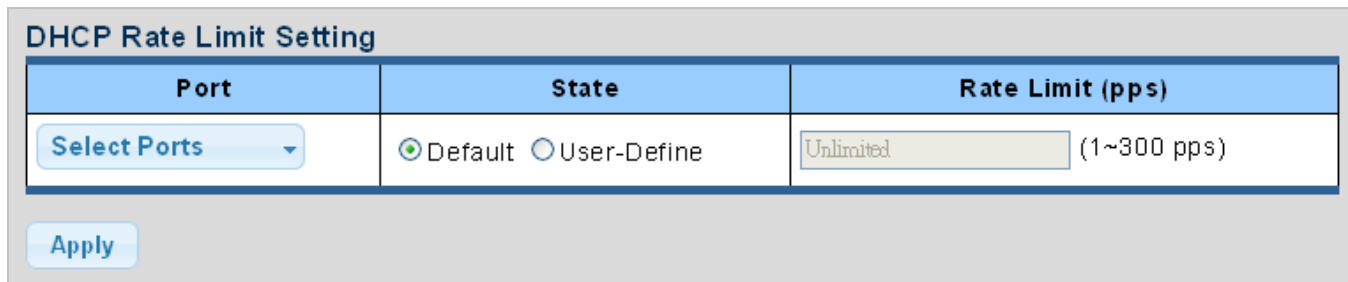 DHCP Rate Limit Setting
Port State Rate Limit (pps)
Select Ports Default User-Define Unlimited (1~300 pps)
Apply